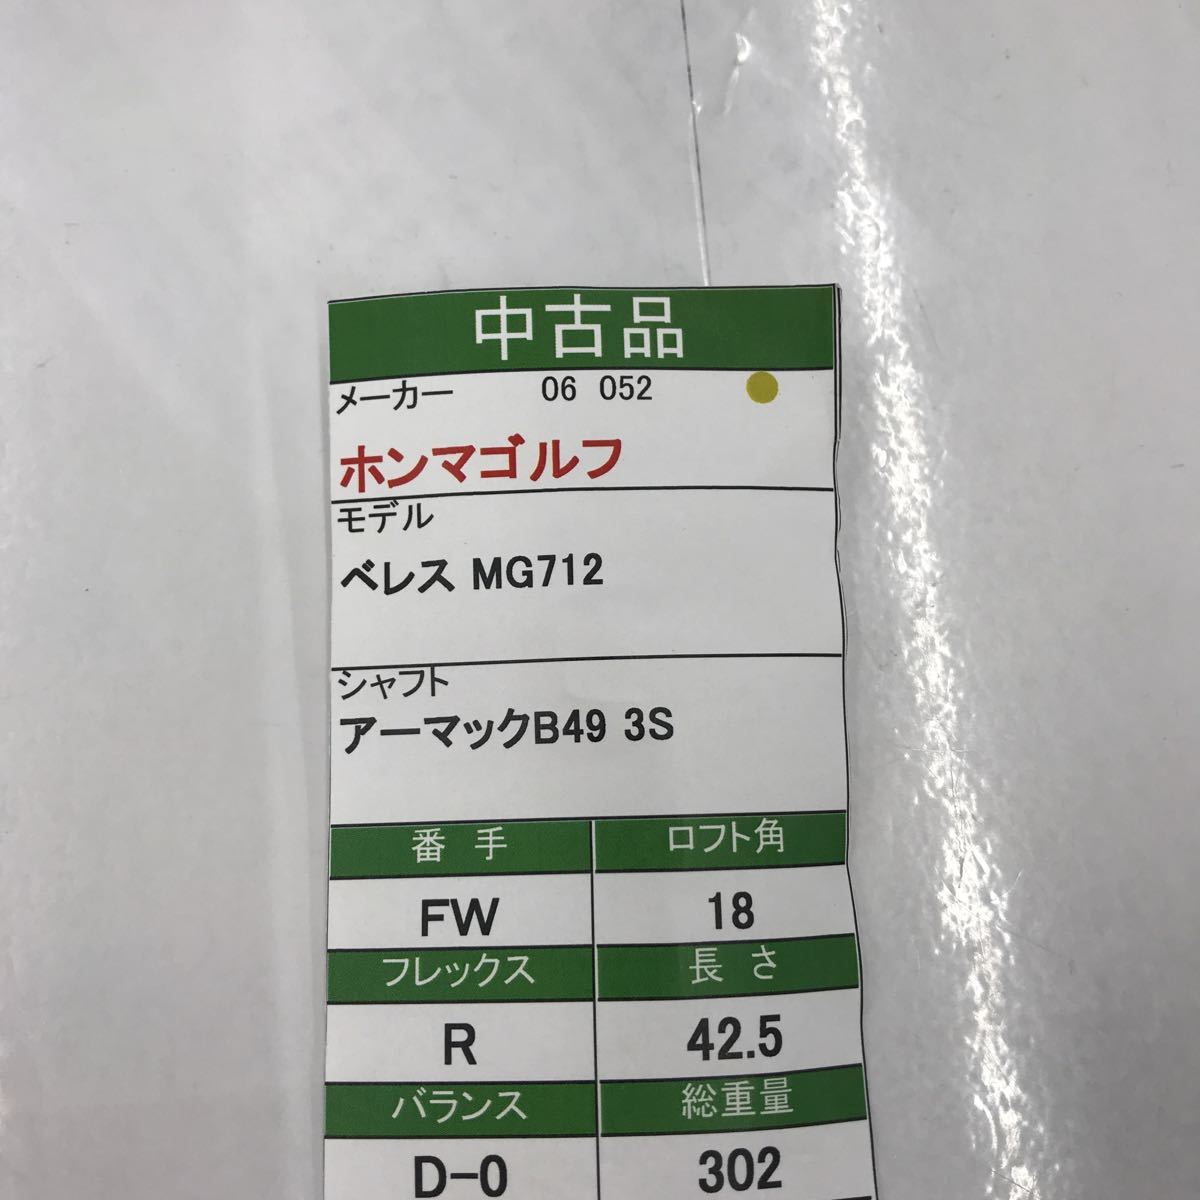 中古品
メーカー 06 052
ホンマゴルフ
モデル
ベレス MG712
シャフト
アーマックB49 3S
番手 ロフト角
FW 18
フレックス 長さ
R 42.5
バランス 総重量
D-0 302